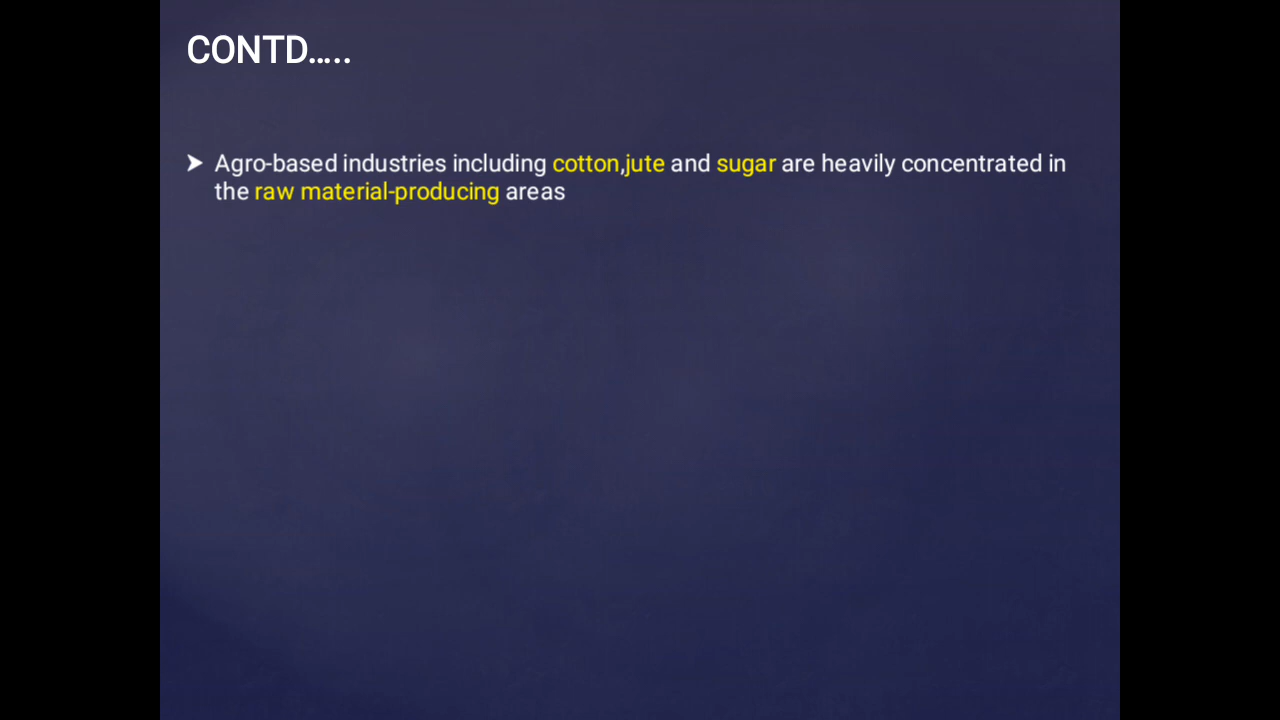 CONTD…..
➤ Agro-based industries including cotton,jute and sugar are heavily concentrated in
the raw material-producing areas